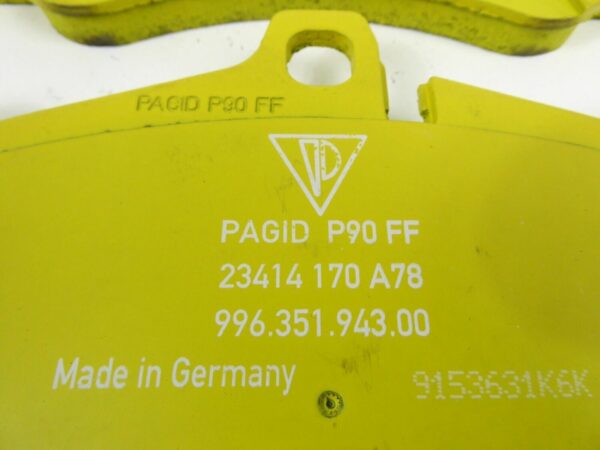 PAGID P90 FF
PAGID P90 FF
23414 170 A78
996.351.943.00
Made in Germany
9153631K6K